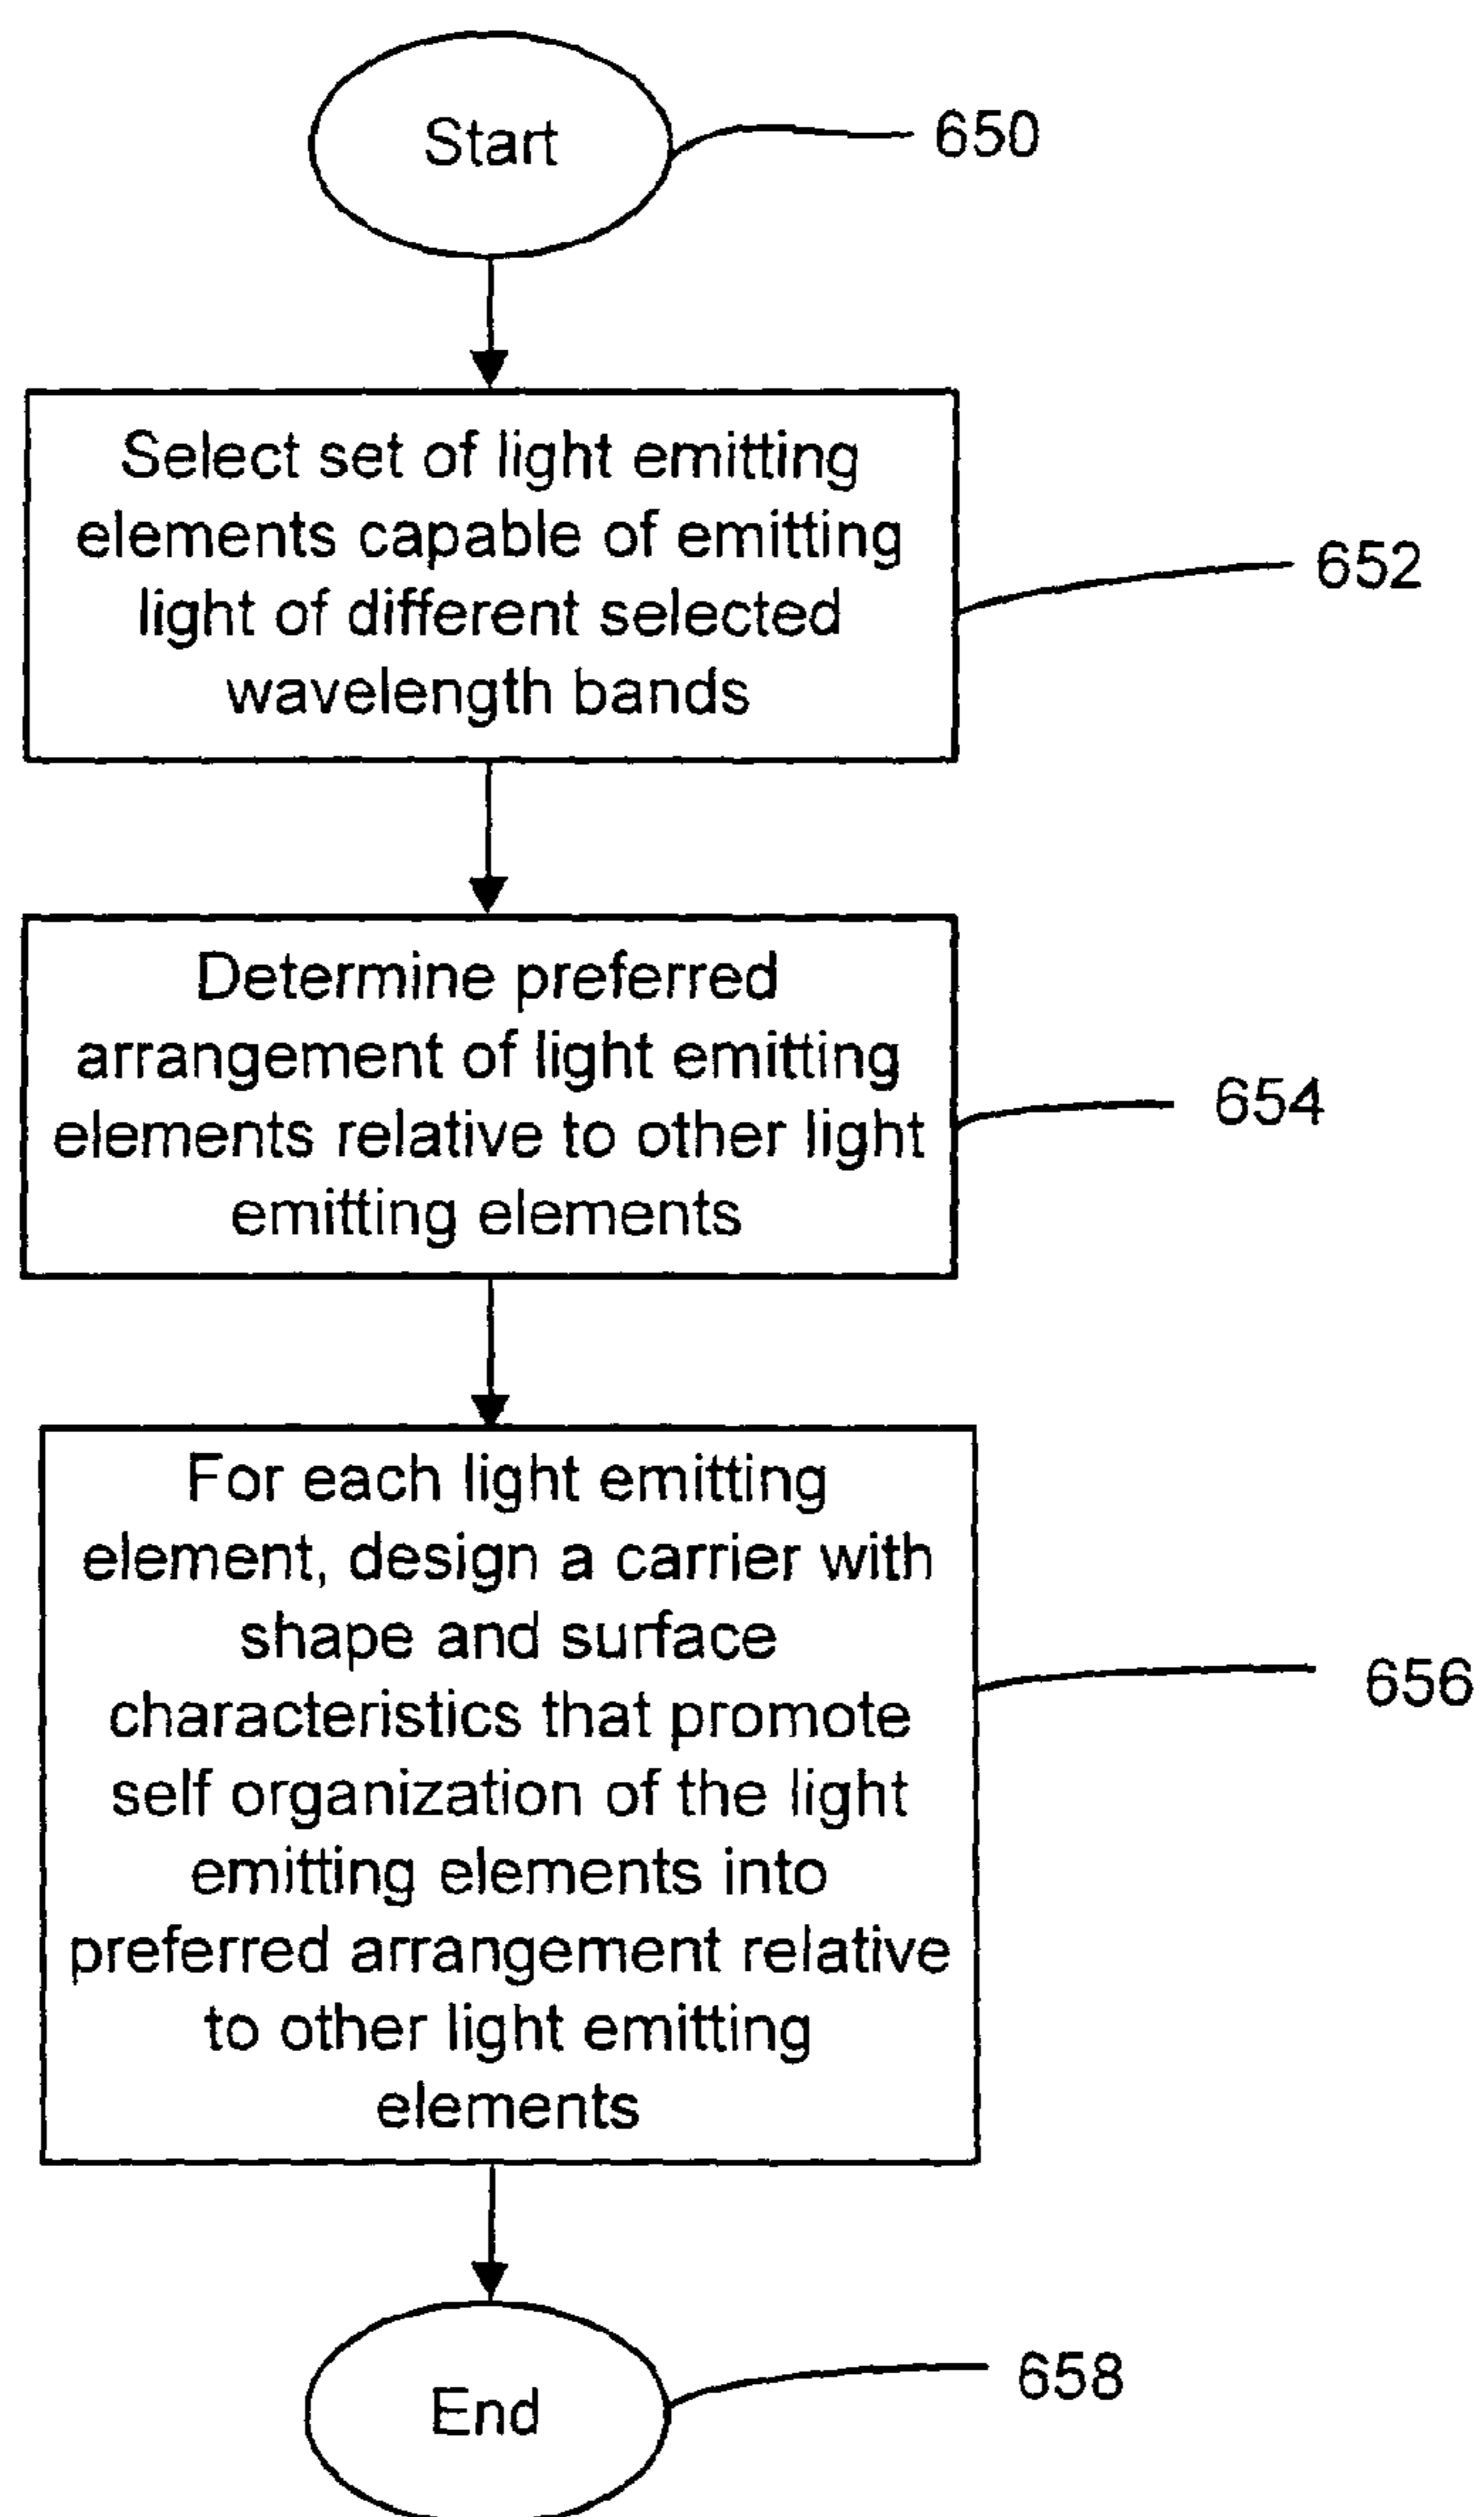 Start
650
Select set of light emitting
elements capable of emitting
light of different selected
wavelength bands
652
Determine preferred
arrangement of light emitting
elements relative to other light
emitting elements
654
For each light emitting
element, design a carrier with
shape and surface
characteristics that promote
self organization of the light
emitting elements into
preferred arrangement relative
to other light emitting
elements
656
End
658